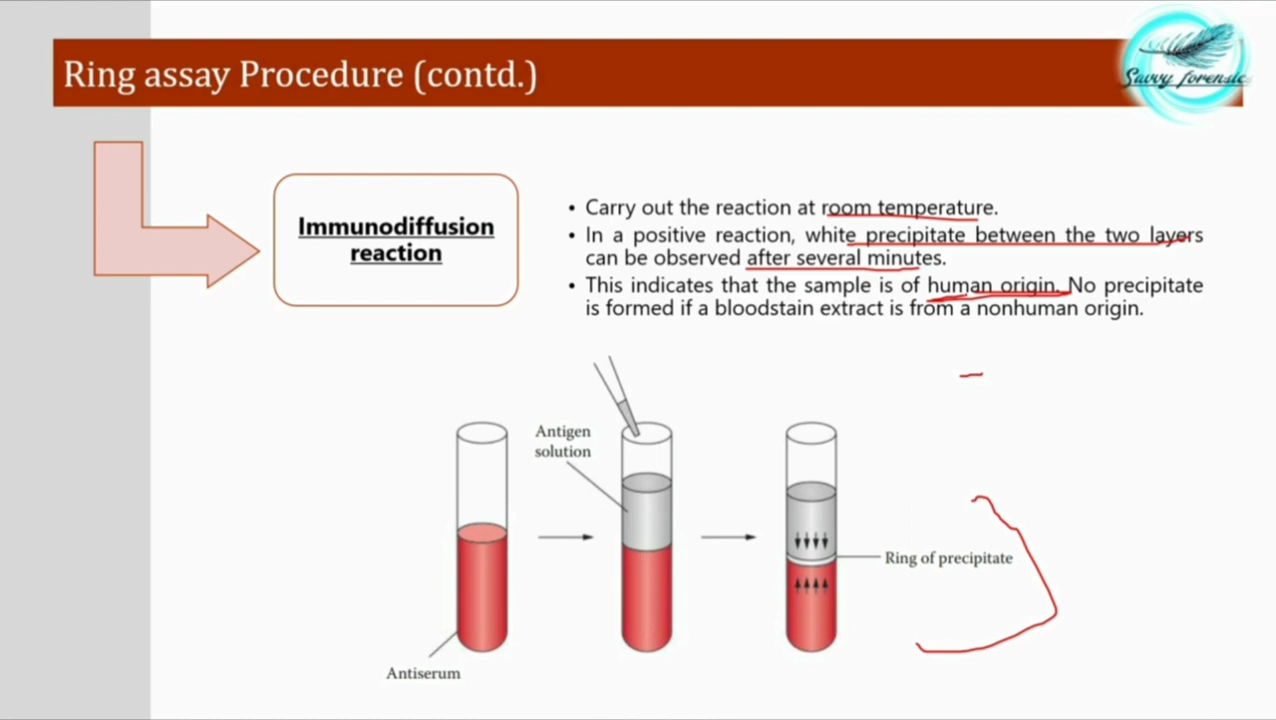 Savvy forensics
Ring assay Procedure (contd.)
Immunodiffusion
reaction
• Carry out the reaction at room temperature.
• In a positive reaction, white precipitate between the two layers
can be observed after several minutes.
• This indicates that the sample is of human origin. No precipitate
is formed if a bloodstain extract is from a nonhuman origin.
Antigen
solution
Ring of precipitate
Antiserum